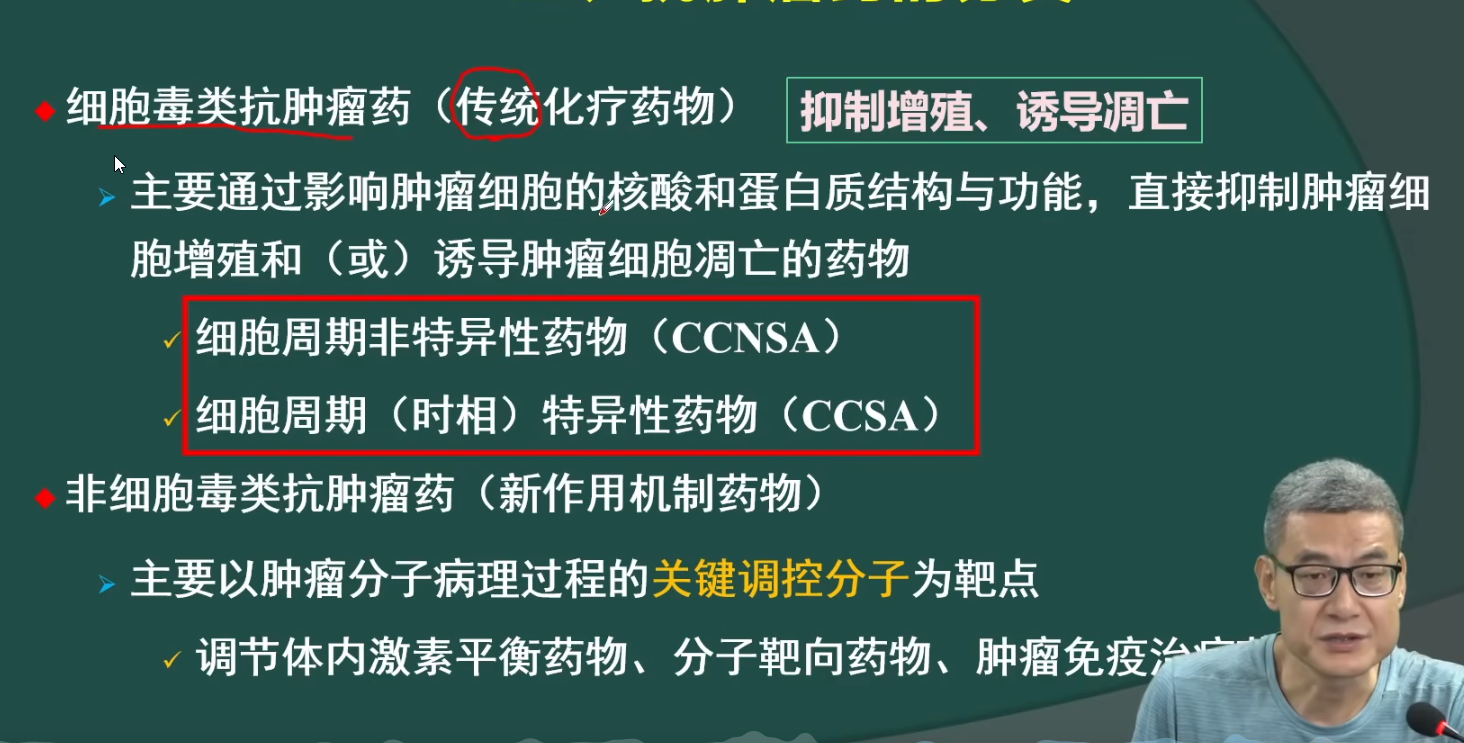 细胞毒类抗肿瘤药（传统化疗药物）
抑制增殖、诱导凋亡
主要通过影响肿瘤细胞的核酸和蛋白质结构与功能，直接抑制肿瘤细
胞增殖和（或）诱导肿瘤细胞凋亡的药物
细胞周期非特异性药物（CCNSA）
细胞周期（时相）特异性药物（CCSA）
非细胞毒类抗肿瘤药（新作用机制药物）
主要以肿瘤分子病理过程的关键调控分子为靶点
调节体内激素平衡药物、分子靶向药物、肿瘤免疫治疗